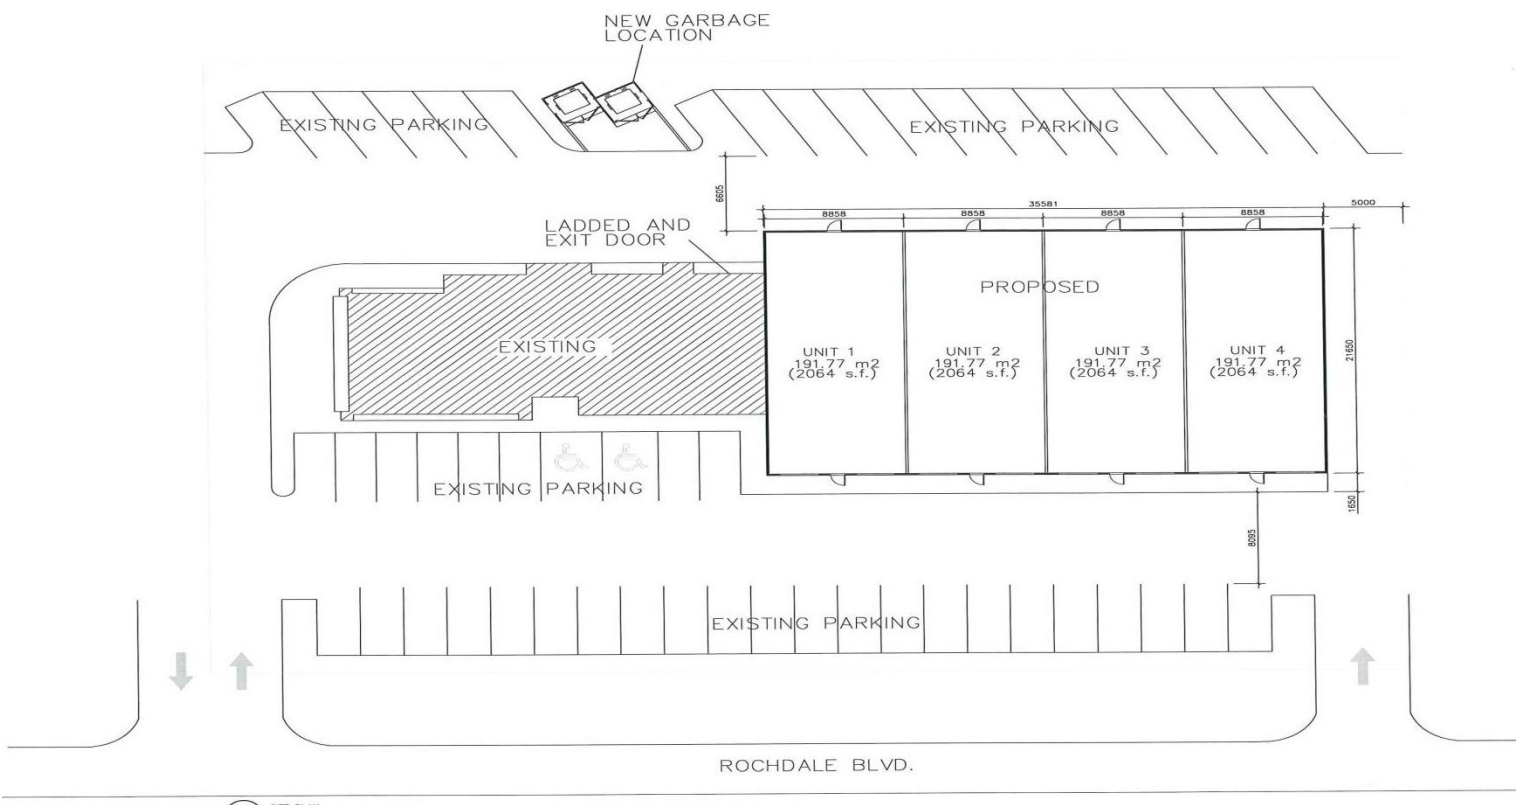 NEW GARBAGE
LOCATION
EXISTING PARKING
EXISTING PARKING
6605
35581
5000
8858
8858
8858
8858
LADDED AND
EXIT DOOR
PROPOSED
EXISTING
UNIT 1
191.77 m2
(2064 s.f.)
UNIT 2
191.77 m2
(2064 s.f.)
UNIT 3
191.77 m2
(2064 s.f.)
UNIT 4
191.77 m2
(2064 s.f.)
21650
EXISTING PARKING
1650
8095
EXISTING PARKING
ROCHDALE BLVD.